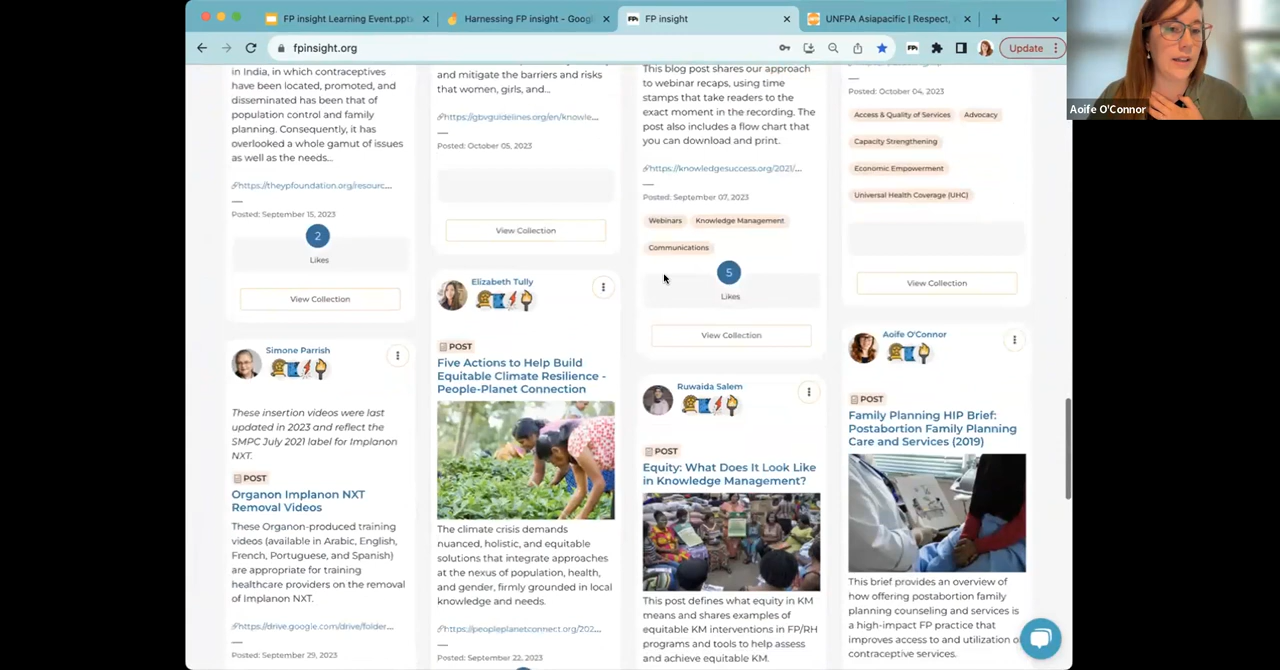 FP insight Learning Event.ppt
Harnessing FP insight - Goog
FP insight
UNFPA Asiapacific | Respect,
fpinsight.org
Update
Aoife O'Connor
in India, in which contraceptives
have been located, promoted, and
disseminated has been that of
population control and family
planning. Consequently, it has
overlooked a whole gamut of issues
as well as the needs...
https://theypfoundation.org/resourc...
Posted: September 15, 2023
2
Likes
View Collection
Simone Parrish
These insertion videos were last
updated in 2023 and reflect the
SMPC July 2021 label for Implanon
NXT.
POST
Organon Implanon NXT
Removal Videos
These Organon-produced training
videos (available in Arabic, English,
French, Portuguese, and Spanish)
are appropriate for training
healthcare providers on the removal
of Implanon NXT.
https://drive.google.com/drive/folder...
Posted: September 29, 2023
and mitigate the barriers and risks
that women, girls, and...
https://gbvguidelines.org/en/knowle...
Posted: October 05, 2023
View Collection
Elizabeth Tully
POST
Five Actions to Help Build
Equitable Climate Resilience -
People-Planet Connection
The climate crisis demands
nuanced, holistic, and equitable
solutions that integrate approaches
at the nexus of population, health,
and gender, firmly grounded in local
knowledge and needs.
https://peopleplanetconnect.org/202...
Posted: September 22, 2023
This blog post shares our approach
to webinar recaps, using time
stamps that take readers to the
exact moment in the recording. The
post also includes a flow chart that
you can download and print.
https://knowledgesuccess.org/2021/...
Posted: September 07, 2023
Webinars Knowledge Management
Communications
5
Likes
View Collection
Ruwaida Salem
POST
Equity: What Does It Look Like
in Knowledge Management?
This post defines what equity in KM
means and shares examples of
equitable KM interventions in FP/RH
programs and tools to help assess
and achieve equitable KM.
Posted: October 04, 2023
Access & Quality of Services Advocacy
Capacity Strengthening
Economic Empowerment
Universal Health Coverage (UHC)
View Collection
Aoife O'Connor
POST
Family Planning HIP Brief:
Postabortion Family Planning
Care and Services (2019)
This brief provides an overview of
how offering postabortion family
planning counseling and services is
a high-impact FP practice that
improves access to and utilization of
contraceptive services.